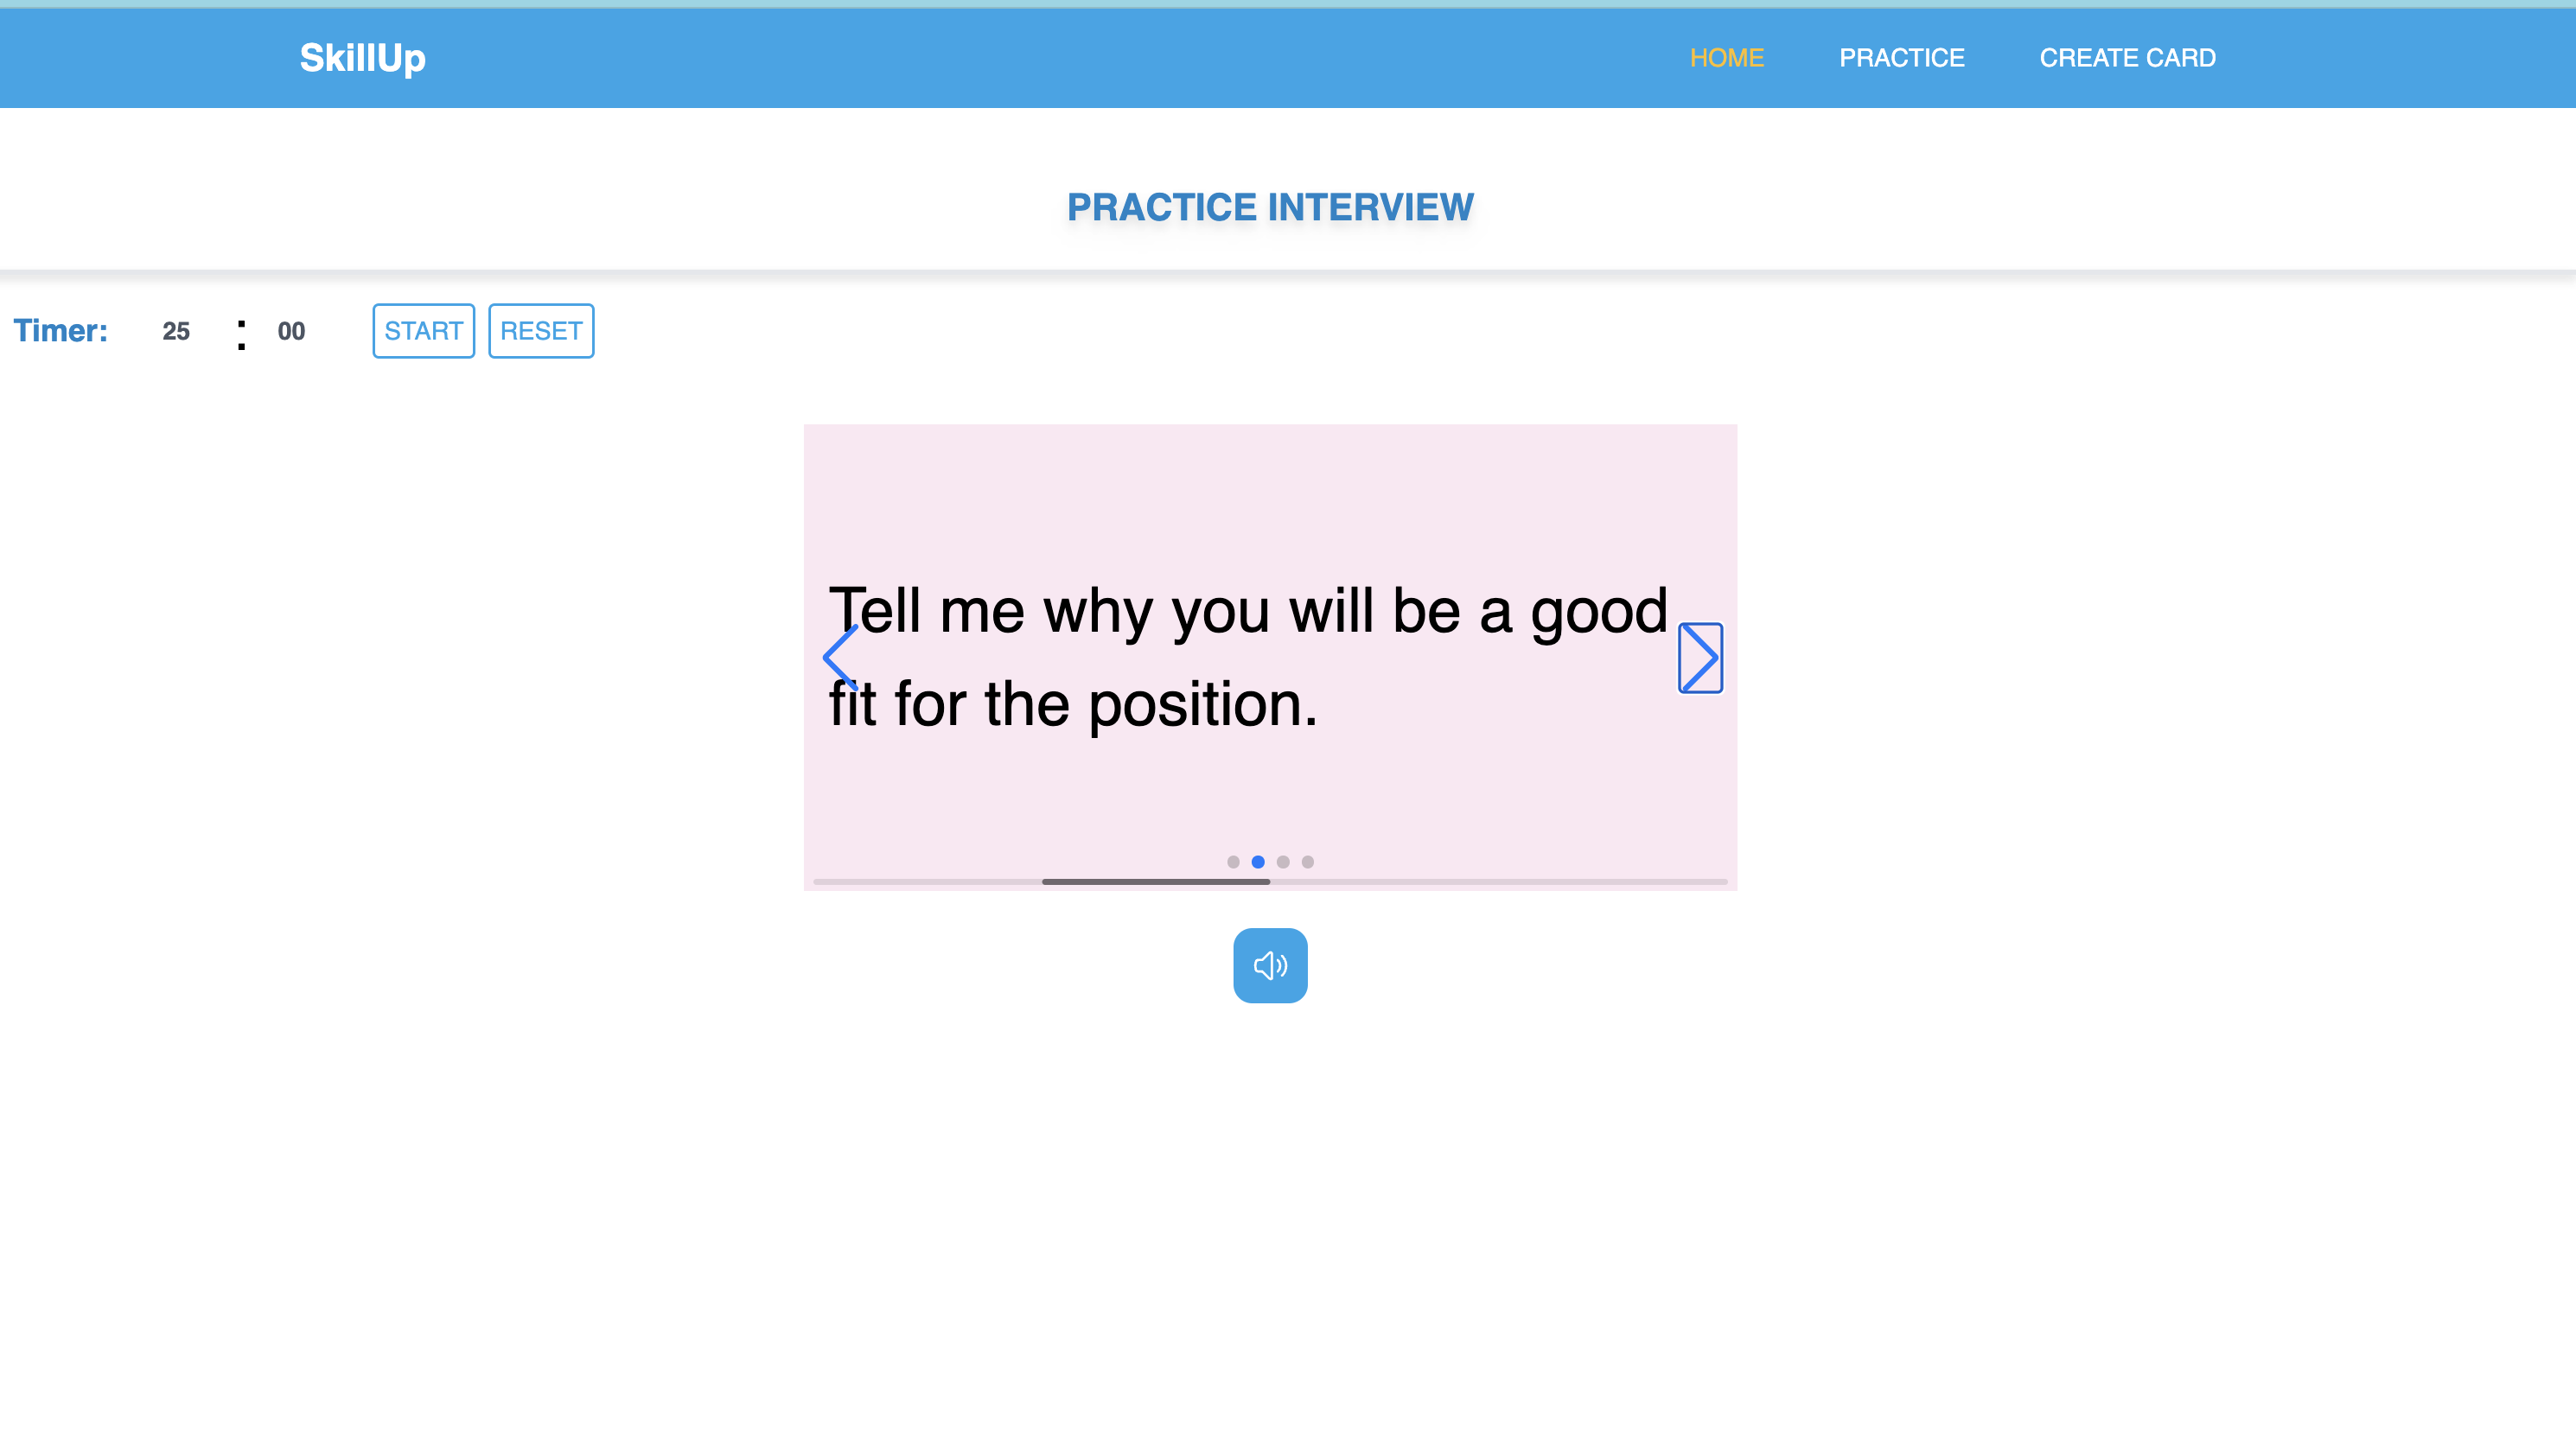 SkillUp
HOME PRACTICE CREATE CARD
PRACTICE INTERVIEW
Timer: 25 : 00 START RESET
Tell me why you will be a good
fit for the position.